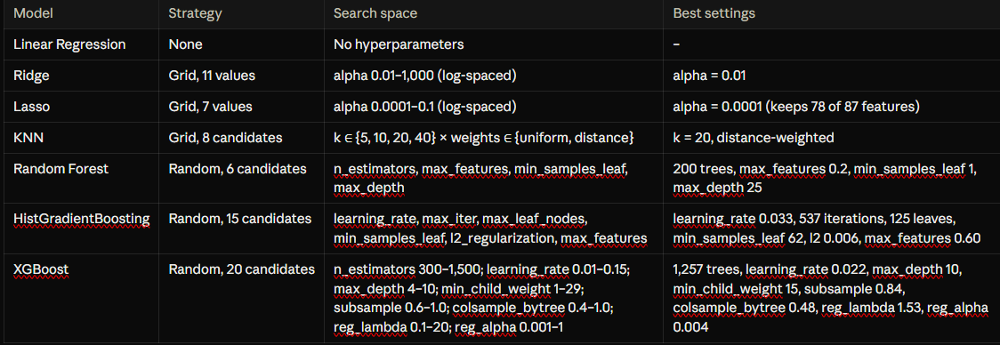 Model Strategy Search space Best settings
Linear Regression None No hyperparameters –
Ridge Grid, 11 values alpha 0.01–1,000 (log-spaced) alpha = 0.01
Lasso Grid, 7 values alpha 0.0001–0.1 (log-spaced) alpha = 0.0001 (keeps 78 of 87 features)
KNN Grid, 8 candidates k ∈ {5, 10, 20, 40} × weights ∈ {uniform, distance} k = 20, distance-weighted
Random Forest Random, 6 candidates n_estimators, max_features, min_samples_leaf, 200 trees, max_features 0.2, min_samples_leaf 1,
max_depth max_depth 25
HistGradientBoosting Random, 15 candidates learning_rate, max_iter, max_leaf_nodes, learning_rate 0.033, 537 iterations, 125 leaves,
min_samples_leaf, l2_regularization, max_features min_samples_leaf 62, l2 0.006, max_features 0.60
XGBoost Random, 20 candidates n_estimators 300–1,500; learning_rate 0.01–0.15; 1,257 trees, learning_rate 0.022, max_depth 10,
max_depth 4–10; min_child_weight 1–29; min_child_weight 15, subsample 0.84,
subsample 0.6–1.0; colsample_bytree 0.4–1.0; colsample_bytree 0.48, reg_lambda 1.53, reg_alpha
reg_lambda 0.1–20; reg_alpha 0.001–1 0.004